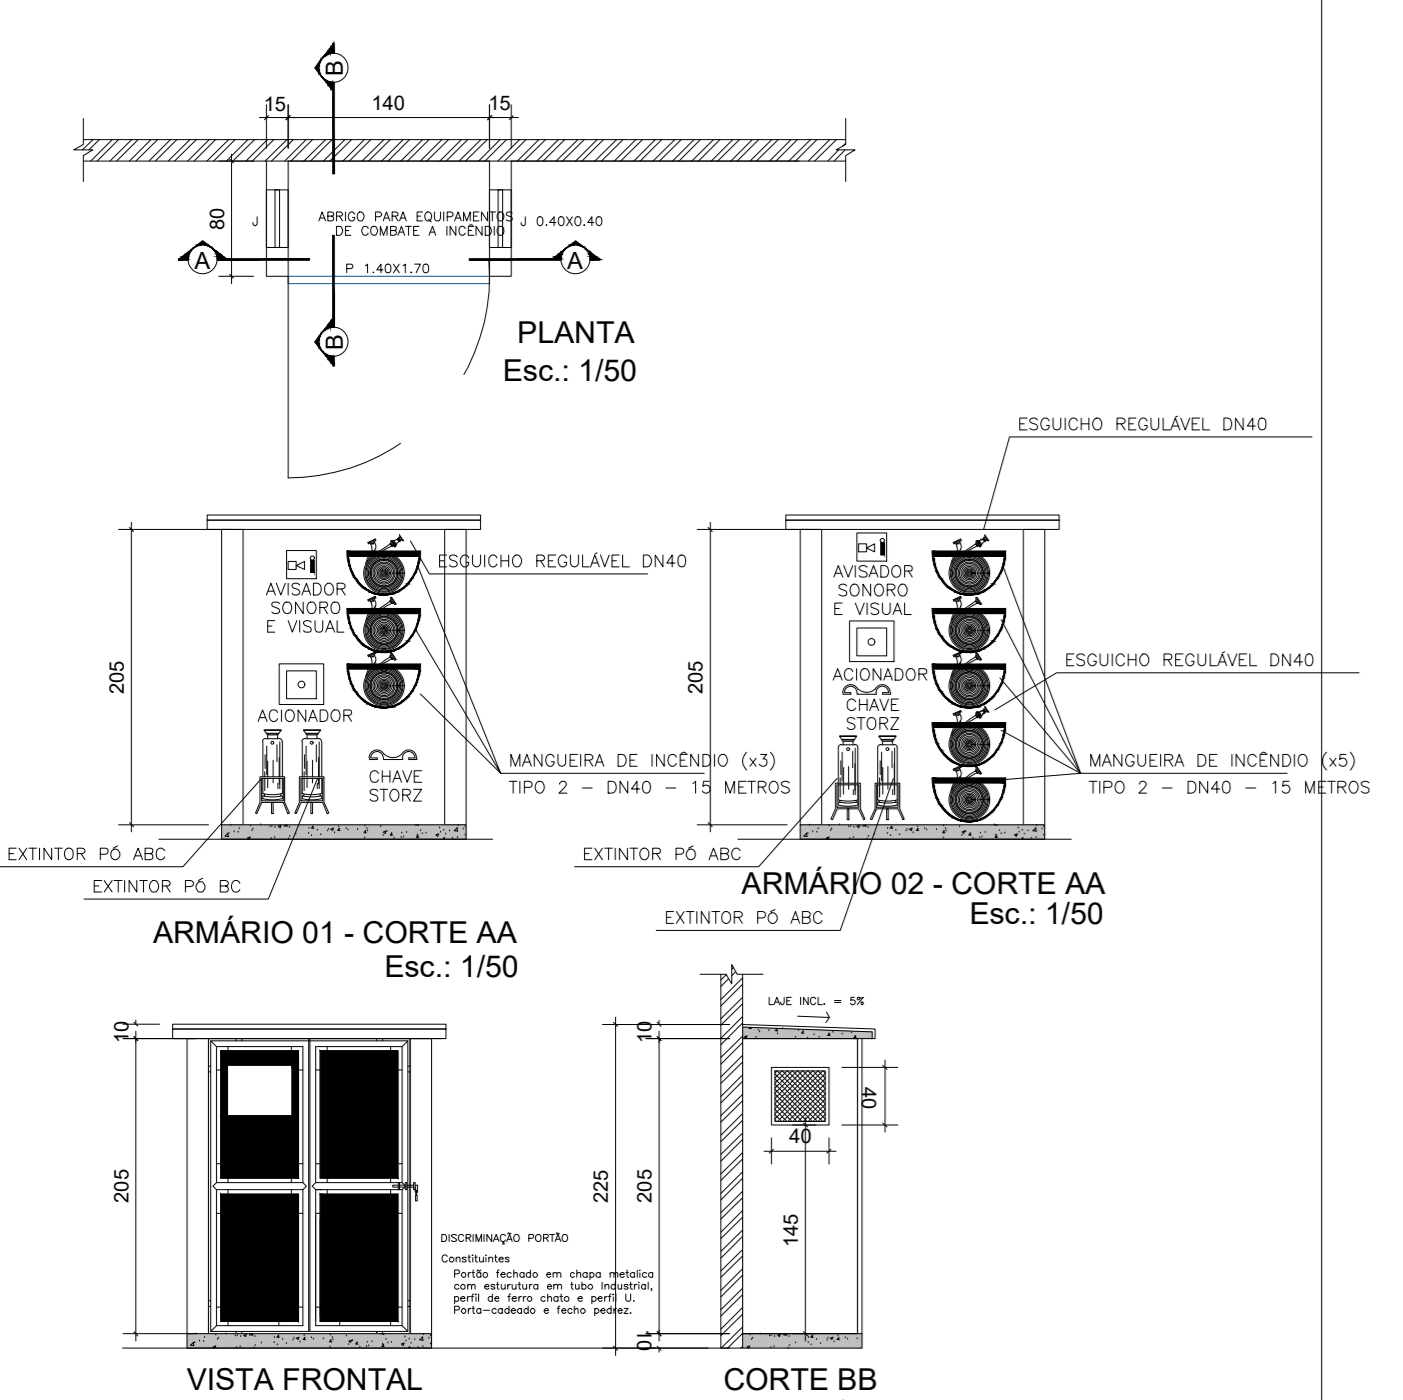 B
15
140
15
80
J
ABRIGO PARA EQUIPAMENTOS
DE COMBATE A INCÊNDIO
J 0.40X0.40
A
A
P 1.40X1.70
B
PLANTA
Esc.: 1/50
ESGUICHO REGULÁVEL DN40
205
AVISADOR
SONORO
E VISUAL
ESGUICHO REGULÁVEL DN40
ACIONADOR
CHAVE
STORZ
MANGUEIRA DE INCÊNDIO (x3)
TIPO 2 - DN40 - 15 METROS
EXTINTOR PÓ ABC
EXTINTOR PÓ BC
ARMÁRIO 01 - CORTE AA
Esc.: 1/50
205
AVISADOR
SONORO
E VISUAL
ACIONADOR
CHAVE
STORZ
ESGUICHO REGULÁVEL DN40
MANGUEIRA DE INCÊNDIO (x5)
TIPO 2 - DN40 - 15 METROS
EXTINTOR PÓ ABC
EXTINTOR PÓ ABC
ARMÁRIO 02 - CORTE AA
Esc.: 1/50
10
205
DISCRIMINAÇÃO PORTÃO
Constituintes
Portão fechado em chapa metalica
com esturutura em tubo Industrial,
perfil de ferro chato e perfil U.
Porta-cadeado e fecho pedrez.
VISTA FRONTAL
LAJE INCL. = 5%
10
225
205
40
40
145
10
CORTE BB